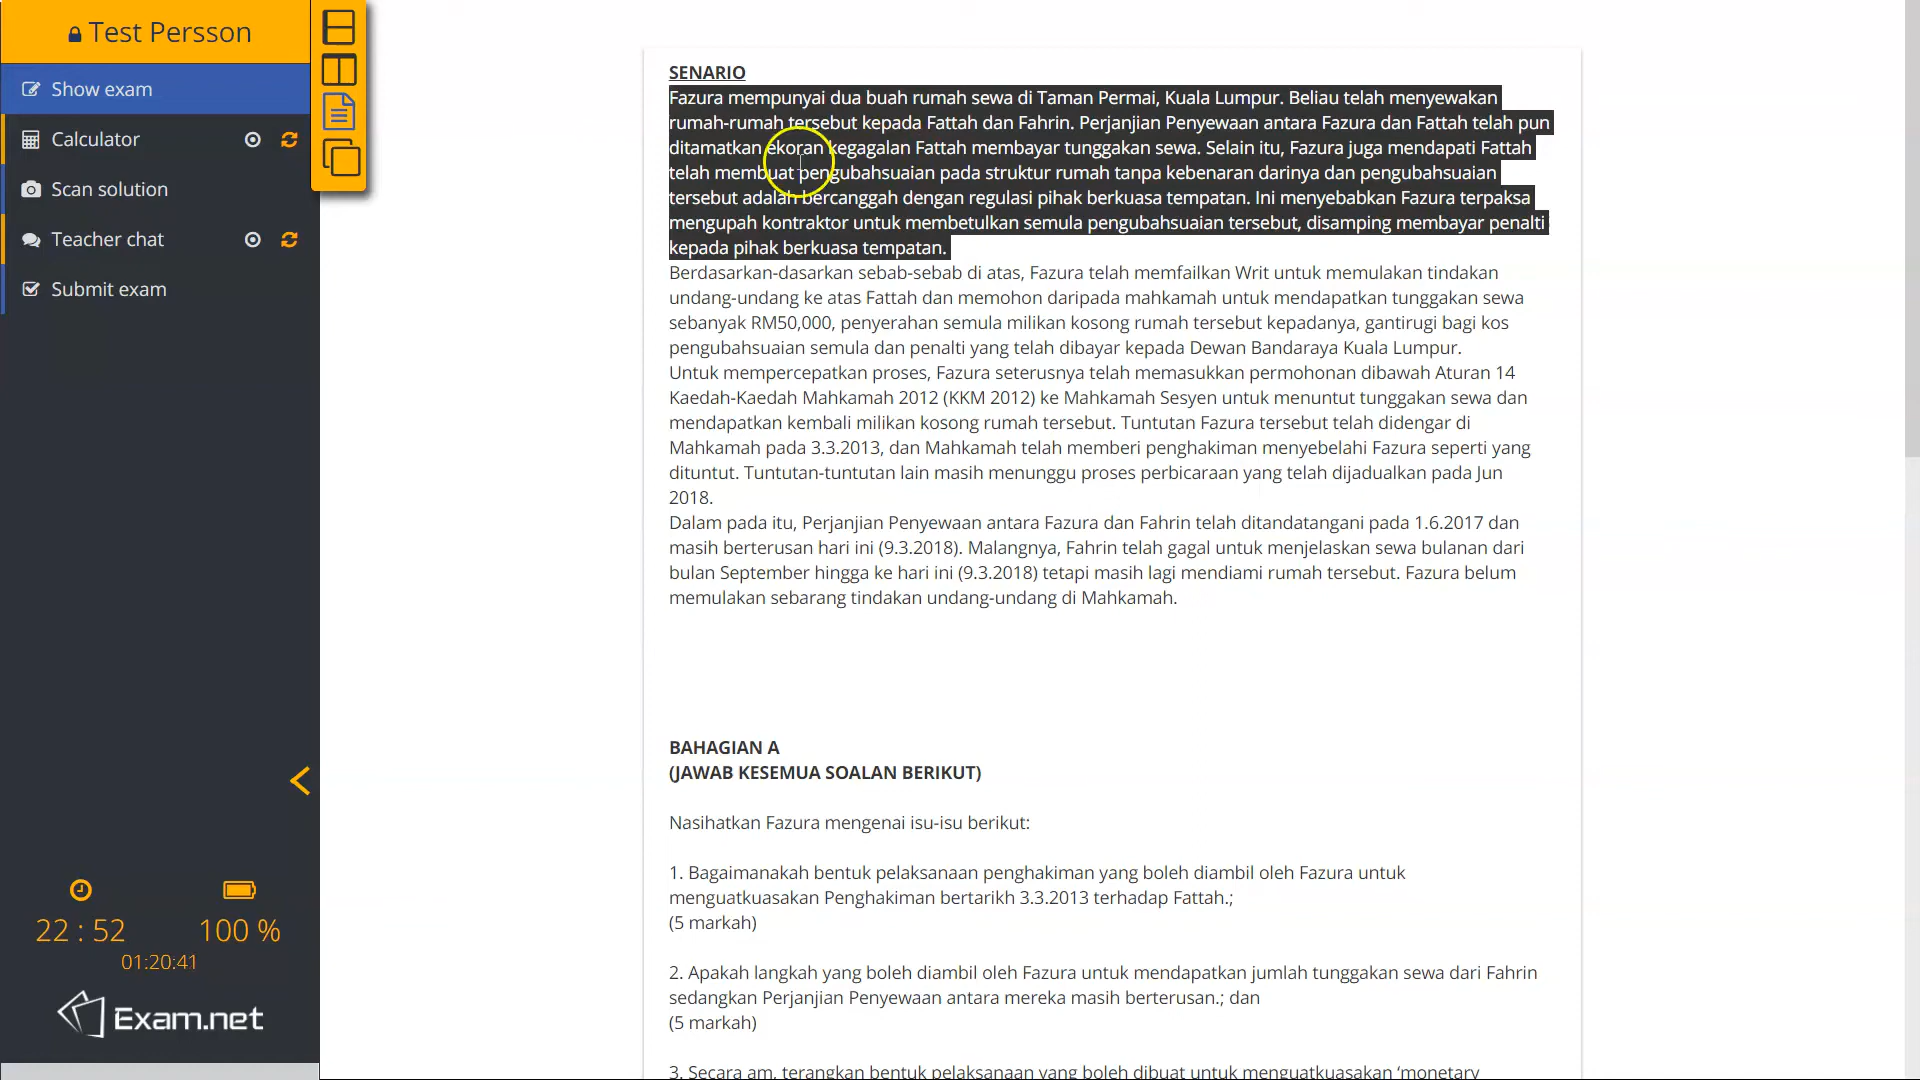 Test Persson
Show exam
Calculator
Scan solution
Teacher chat
Submit exam
22 : 52
100 %
01:20:41
Exam.net
SENARIO
Fazura mempunyai dua buah rumah sewa di Taman Permai, Kuala Lumpur. Beliau telah menyewakan
rumah-rumah tersebut kepada Fattah dan Fahrin. Perjanjian Penyewaan antara Fazura dan Fattah telah pun
ditamatkan ekoran kegagalan Fattah membayar tunggakan sewa. Selain itu, Fazura juga mendapati Fattah
telah membuat pengubahsuaian pada struktur rumah tanpa kebenaran darinya dan pengubahsuaian
tersebut adalah bercanggah dengan regulasi pihak berkuasa tempatan. Ini menyebabkan Fazura terpaksa
mengupah kontraktor untuk membetulkan semula pengubahsuaian tersebut, disamping membayar penalti
kepada pihak berkuasa tempatan.
Berdasarkan-dasarkan sebab-sebab di atas, Fazura telah memfailkan Writ untuk memulakan tindakan
undang-undang ke atas Fattah dan memohon daripada mahkamah untuk mendapatkan tunggakan sewa
sebanyak RM50,000, penyerahan semula milikan kosong rumah tersebut kepadanya, gantirugi bagi kos
pengubahsuaian semula dan penalti yang telah dibayar kepada Dewan Bandaraya Kuala Lumpur.
Untuk mempercepatkan proses, Fazura seterusnya telah memasukkan permohonan dibawah Aturan 14
Kaedah-Kaedah Mahkamah 2012 (KKM 2012) ke Mahkamah Sesyen untuk menuntut tunggakan sewa dan
mendapatkan kembali milikan kosong rumah tersebut. Tuntutan Fazura tersebut telah didengar di
Mahkamah pada 3.3.2013, dan Mahkamah telah memberi penghakiman menyebelahi Fazura seperti yang
dituntut. Tuntutan-tuntutan lain masih menunggu proses perbicaraan yang telah dijadualkan pada Jun
2018.
Dalam pada itu, Perjanjian Penyewaan antara Fazura dan Fahrin telah ditandatangani pada 1.6.2017 dan
masih berterusan hari ini (9.3.2018). Malangnya, Fahrin telah gagal untuk menjelaskan sewa bulanan dari
bulan September hingga ke hari ini (9.3.2018) tetapi masih lagi mendiami rumah tersebut. Fazura belum
memulakan sebarang tindakan undang-undang di Mahkamah.
BAHAGIAN A
(JAWAB KESEMUA SOALAN BERIKUT)
Nasihatkan Fazura mengenai isu-isu berikut:
1. Bagaimanakah bentuk pelaksanaan penghakiman yang boleh diambil oleh Fazura untuk
menguatkuasakan Penghakiman bertarikh 3.3.2013 terhadap Fattah.;
(5 markah)
2. Apakah langkah yang boleh diambil oleh Fazura untuk mendapatkan jumlah tunggakan sewa dari Fahrin
sedangkan Perjanjian Penyewaan antara mereka masih berterusan.; dan
(5 markah)
3. Secara am, terangkan bentuk pelaksanaan yang boleh dibuat untuk menguatkuasakan ‘monetary